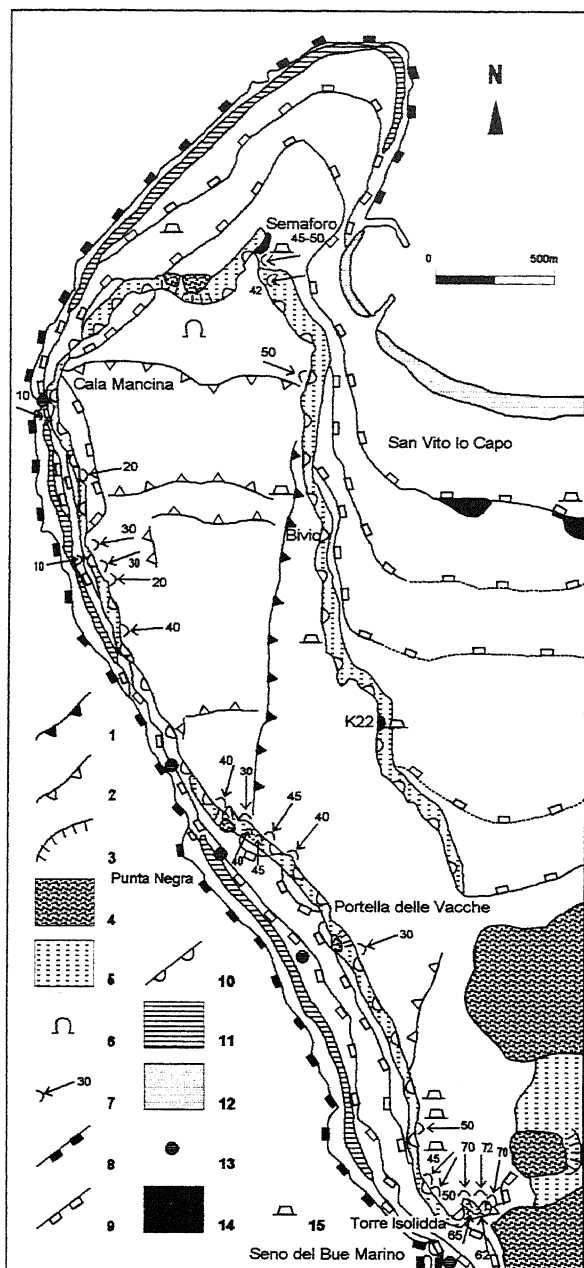 N
Semaforo
45-50
0 500m
42
50
Cala Mancina
10
San Vito lo Capo
20
Bivio
30
10 30
20
40
K22
1
40 30
45
2
40
40 45
3
Punta Negra
Portella delle Vacche
4
30
5 10
6 11
50
30
7 12
70 72 70
45
50
8 13
Torre Isolidda
65 62
9 14 15
Seno del Bue Marino